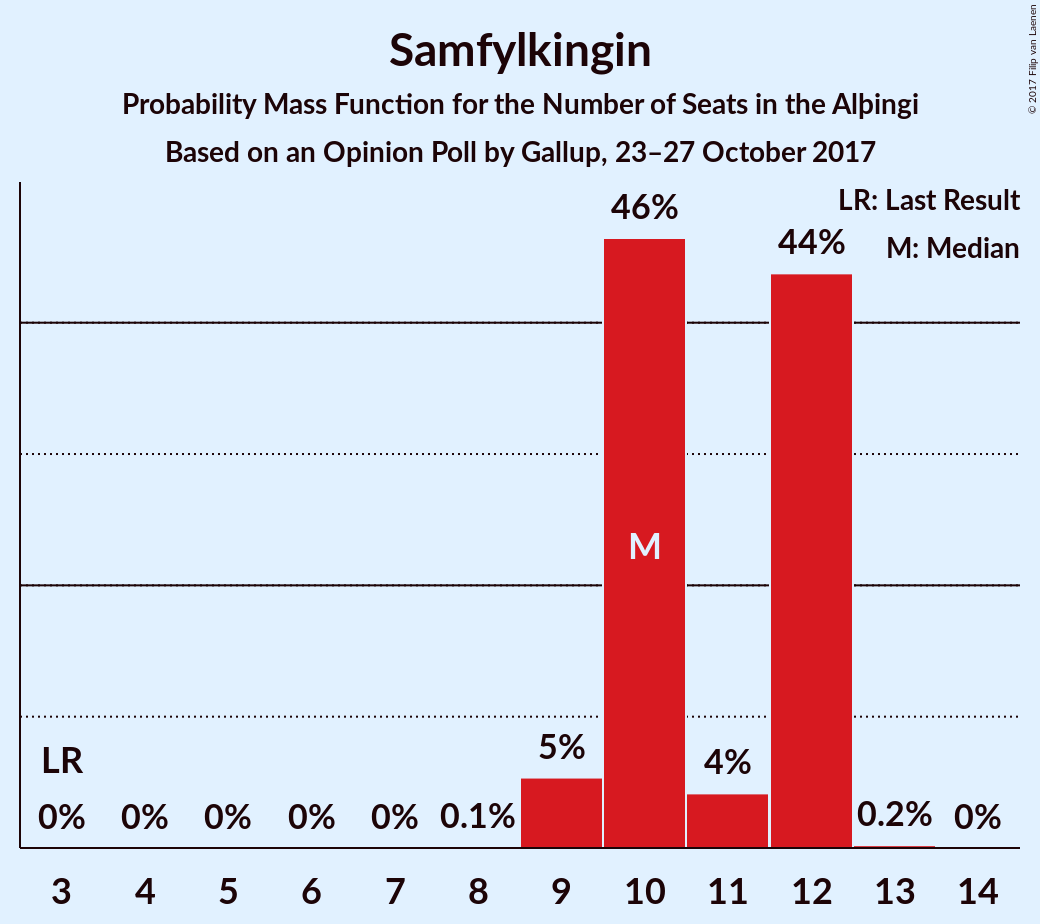 Samfylkingin
Probability Mass Function for the Number of Seats in the Alþingi
Based on an Opinion Poll by Gallup, 23–27 October 2017
© 2017 Filip van Laenen
LR: Last Result
M: Median
46%
44%
M
LR
5%
4%
0% 0% 0% 0% 0% 0.1% 0.2% 0%
3 4 5 6 7 8 9 10 11 12 13 14